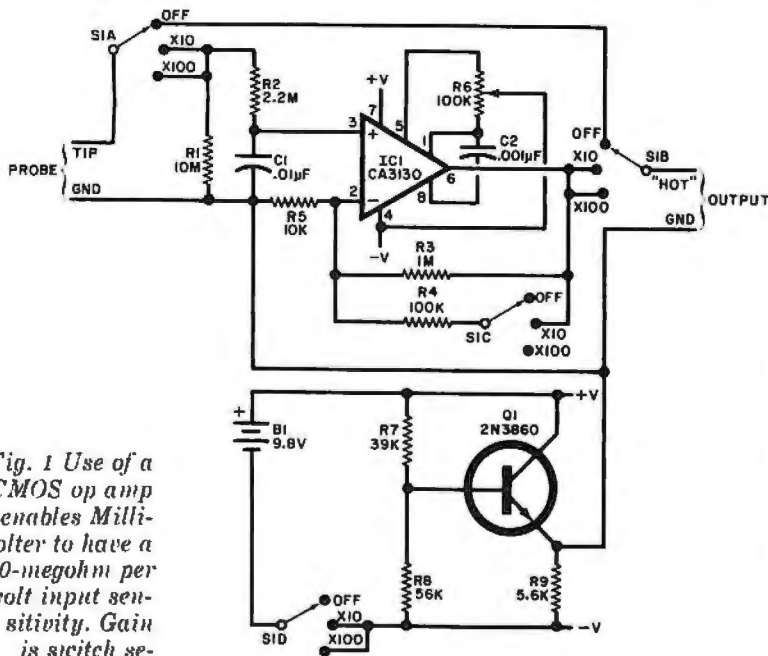 OFF
S1A
X10
X100
R2
2.2M
+V
R6
100K
7
5
3
+
1
IC1
CA3130
C2
.001µF
6
OFF
X10
S1B
"HOT"
X100
OUTPUT
GND
PROBE
TIP
GND
R1
10M
C1
.01µF
2
−
8
4
R5
10K
-V
R3
1M
R4
100K
OFF
S1C
X10
X100
+V
+
B1
9.8V
R7
39K
Q1
2N3860
R8
56K
R9
5.6K
OFF
X10
S1D
X100
-V
Fig. 1 Use of a
CMOS op amp
enables Milli-
volter to have a
0-megohm per
volt input sen-
sitivity. Gain
is switch se-